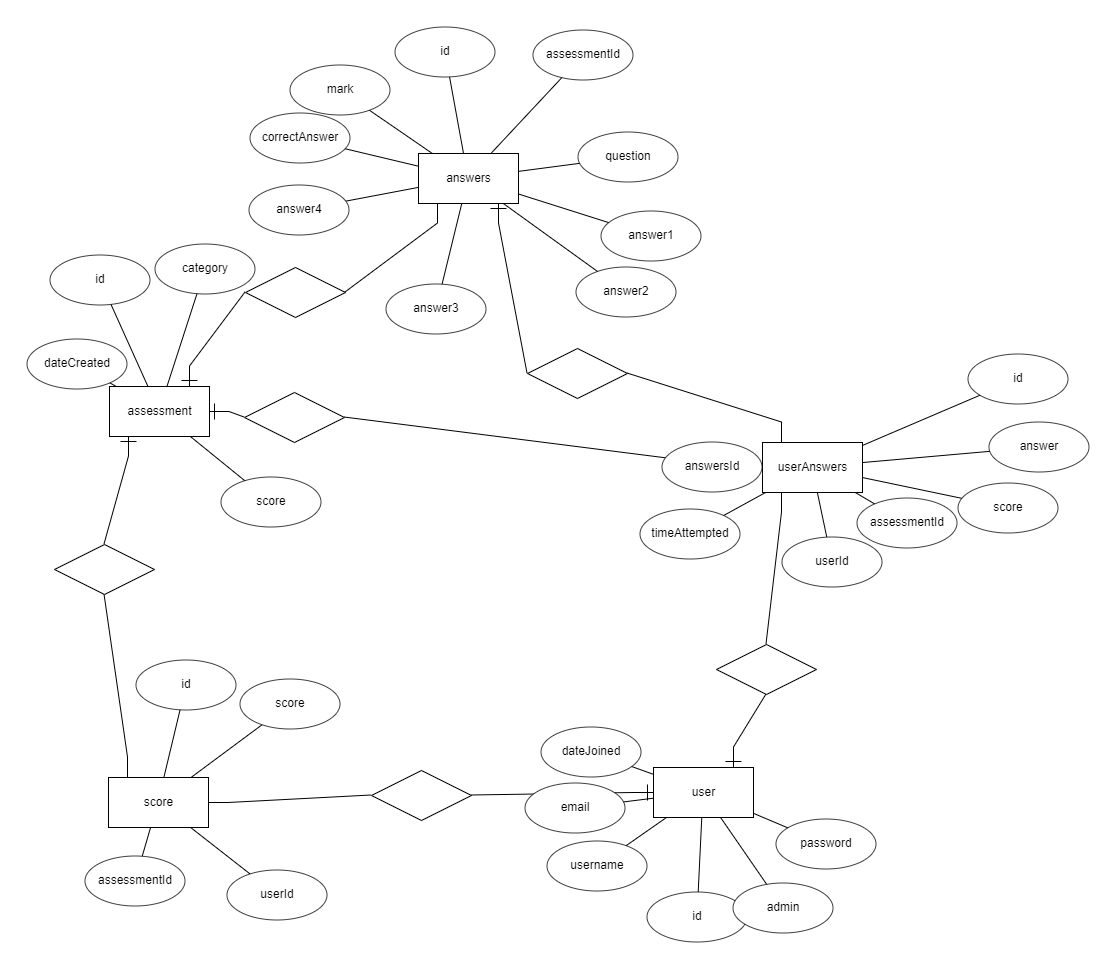 id
assessmentId
mark
correctAnswer
question
answers
answer4
answer1
answer2
answer3
id
category
dateCreated
assessment
score
id
answer
answersId
userAnswers
score
assessmentId
timeAttempted
userId
id
score
score
assessmentId
userId
dateJoined
user
email
password
username
id
admin